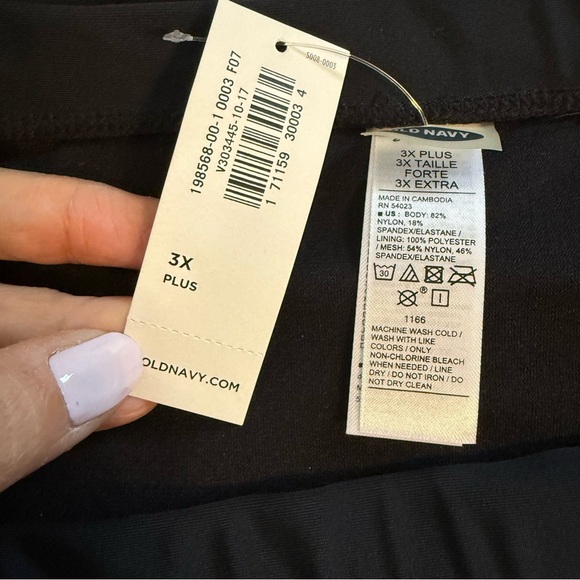 5008-0003
198568-00-1 0003 F07
V303445-10-17
1 71159 30003 4
3X
PLUS
OLDNAVY.COM
OLD NAVY
3X PLUS
3X TAILLE
FORTE
3X EXTRA
MADE IN CAMBODIA
RN 54023
■ US : BODY: 82%
NYLON, 18%
SPANDEX/ELASTANE /
LINING: 100% POLYESTER
/ MESH: 54% NYLON, 46%
SPANDEX/ELASTANE
30
®
1166
MACHINE WASH COLD /
WASH WITH LIKE
COLORS / ONLY
NON-CHLORINE BLEACH
WHEN NEEDED / LINE
DRY / DO NOT IRON / DO
NOT DRY CLEAN